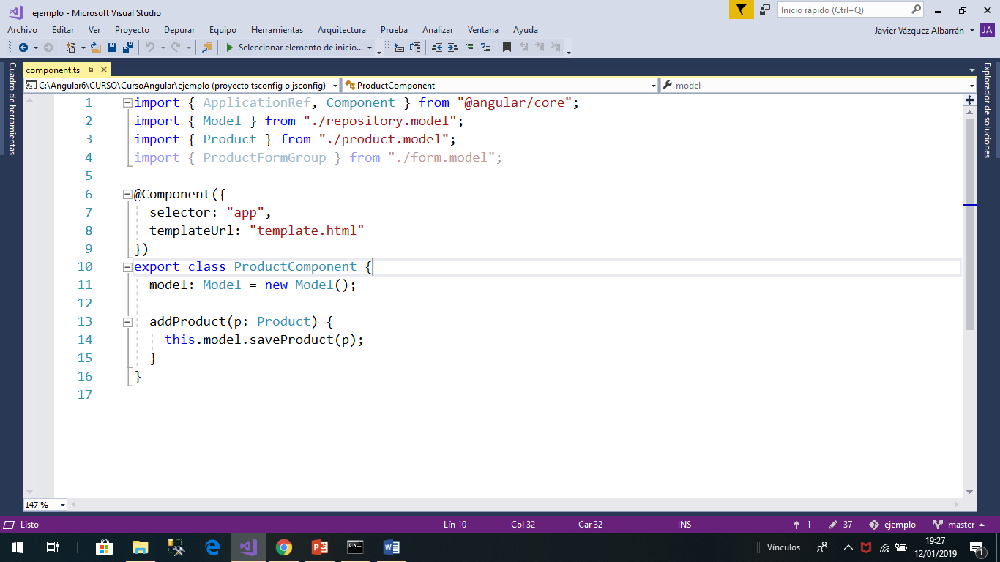 ejemplo - Microsoft Visual Studio
Inicio rápido (Ctrl+Q)
Archivo Editar Ver Proyecto Depurar Equipo Herramientas Arquitectura Prueba Analizar Ventana Ayuda
Javier Vázquez Albarrán JA
Seleccionar elemento de inicio...
Cuadro de herramientas
component.ts
Explorador de soluciones
C:\Angular6\CURSO\CursoAngular\ejemplo (proyecto tsconfig o jsconfig) ProductComponent model
1 import { ApplicationRef, Component } from "@angular/core";
2 import { Model } from "./repository.model";
3 import { Product } from "./product.model";
4 import { ProductFormGroup } from "./form.model";
5
6 @Component({
7 selector: "app",
8 templateUrl: "template.html"
9 })
10 export class ProductComponent {
11 model: Model = new Model();
12
13 addProduct(p: Product) {
14 this.model.saveProduct(p);
15 }
16 }
17
147 %
Listo Lín 10 Col 32 Car 32 INS 1 37 ejemplo master
Vínculos
19:27
12/01/2019
1